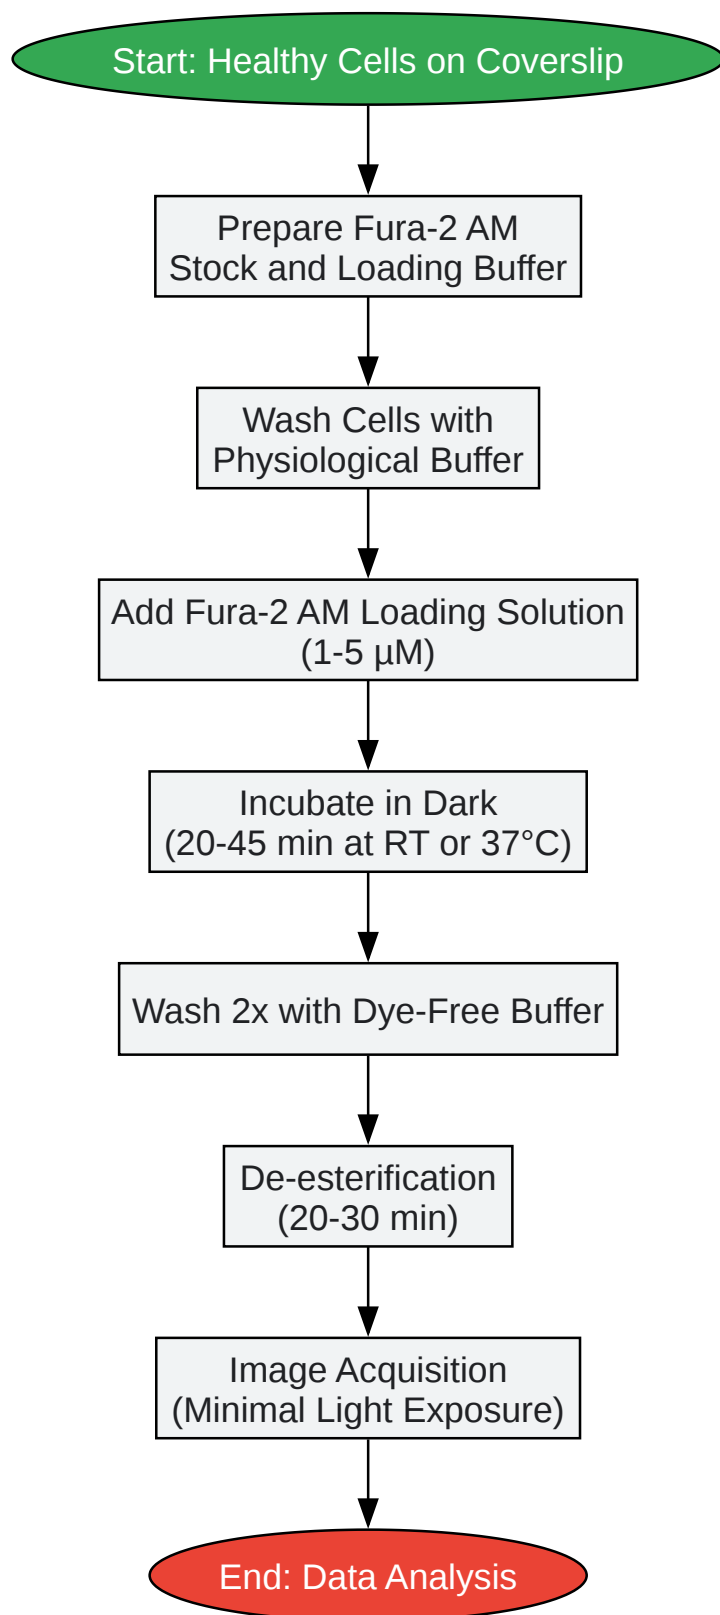 Start: Healthy Cells on Coverslip
Prepare Fura-2 AM
Stock and Loading Buffer
Wash Cells with
Physiological Buffer
Add Fura-2 AM Loading Solution
(1-5 µM)
Incubate in Dark
(20-45 min at RT or 37°C)
Wash 2x with Dye-Free Buffer
De-esterification
(20-30 min)
Image Acquisition
(Minimal Light Exposure)
End: Data Analysis